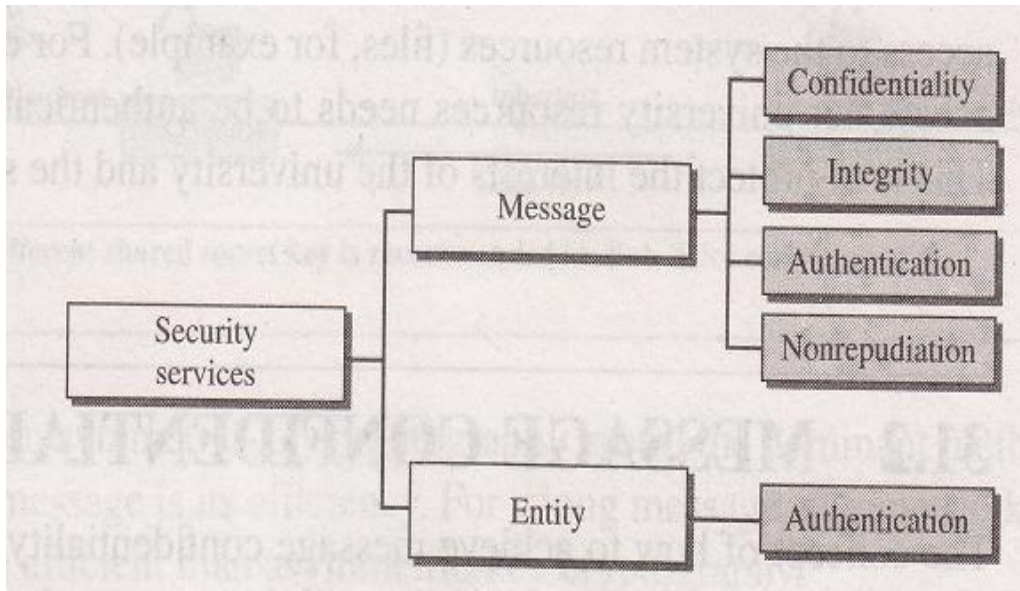 Security
services
Message
Confidentiality
Integrity
Authentication
Nonrepudiation
Entity
Authentication